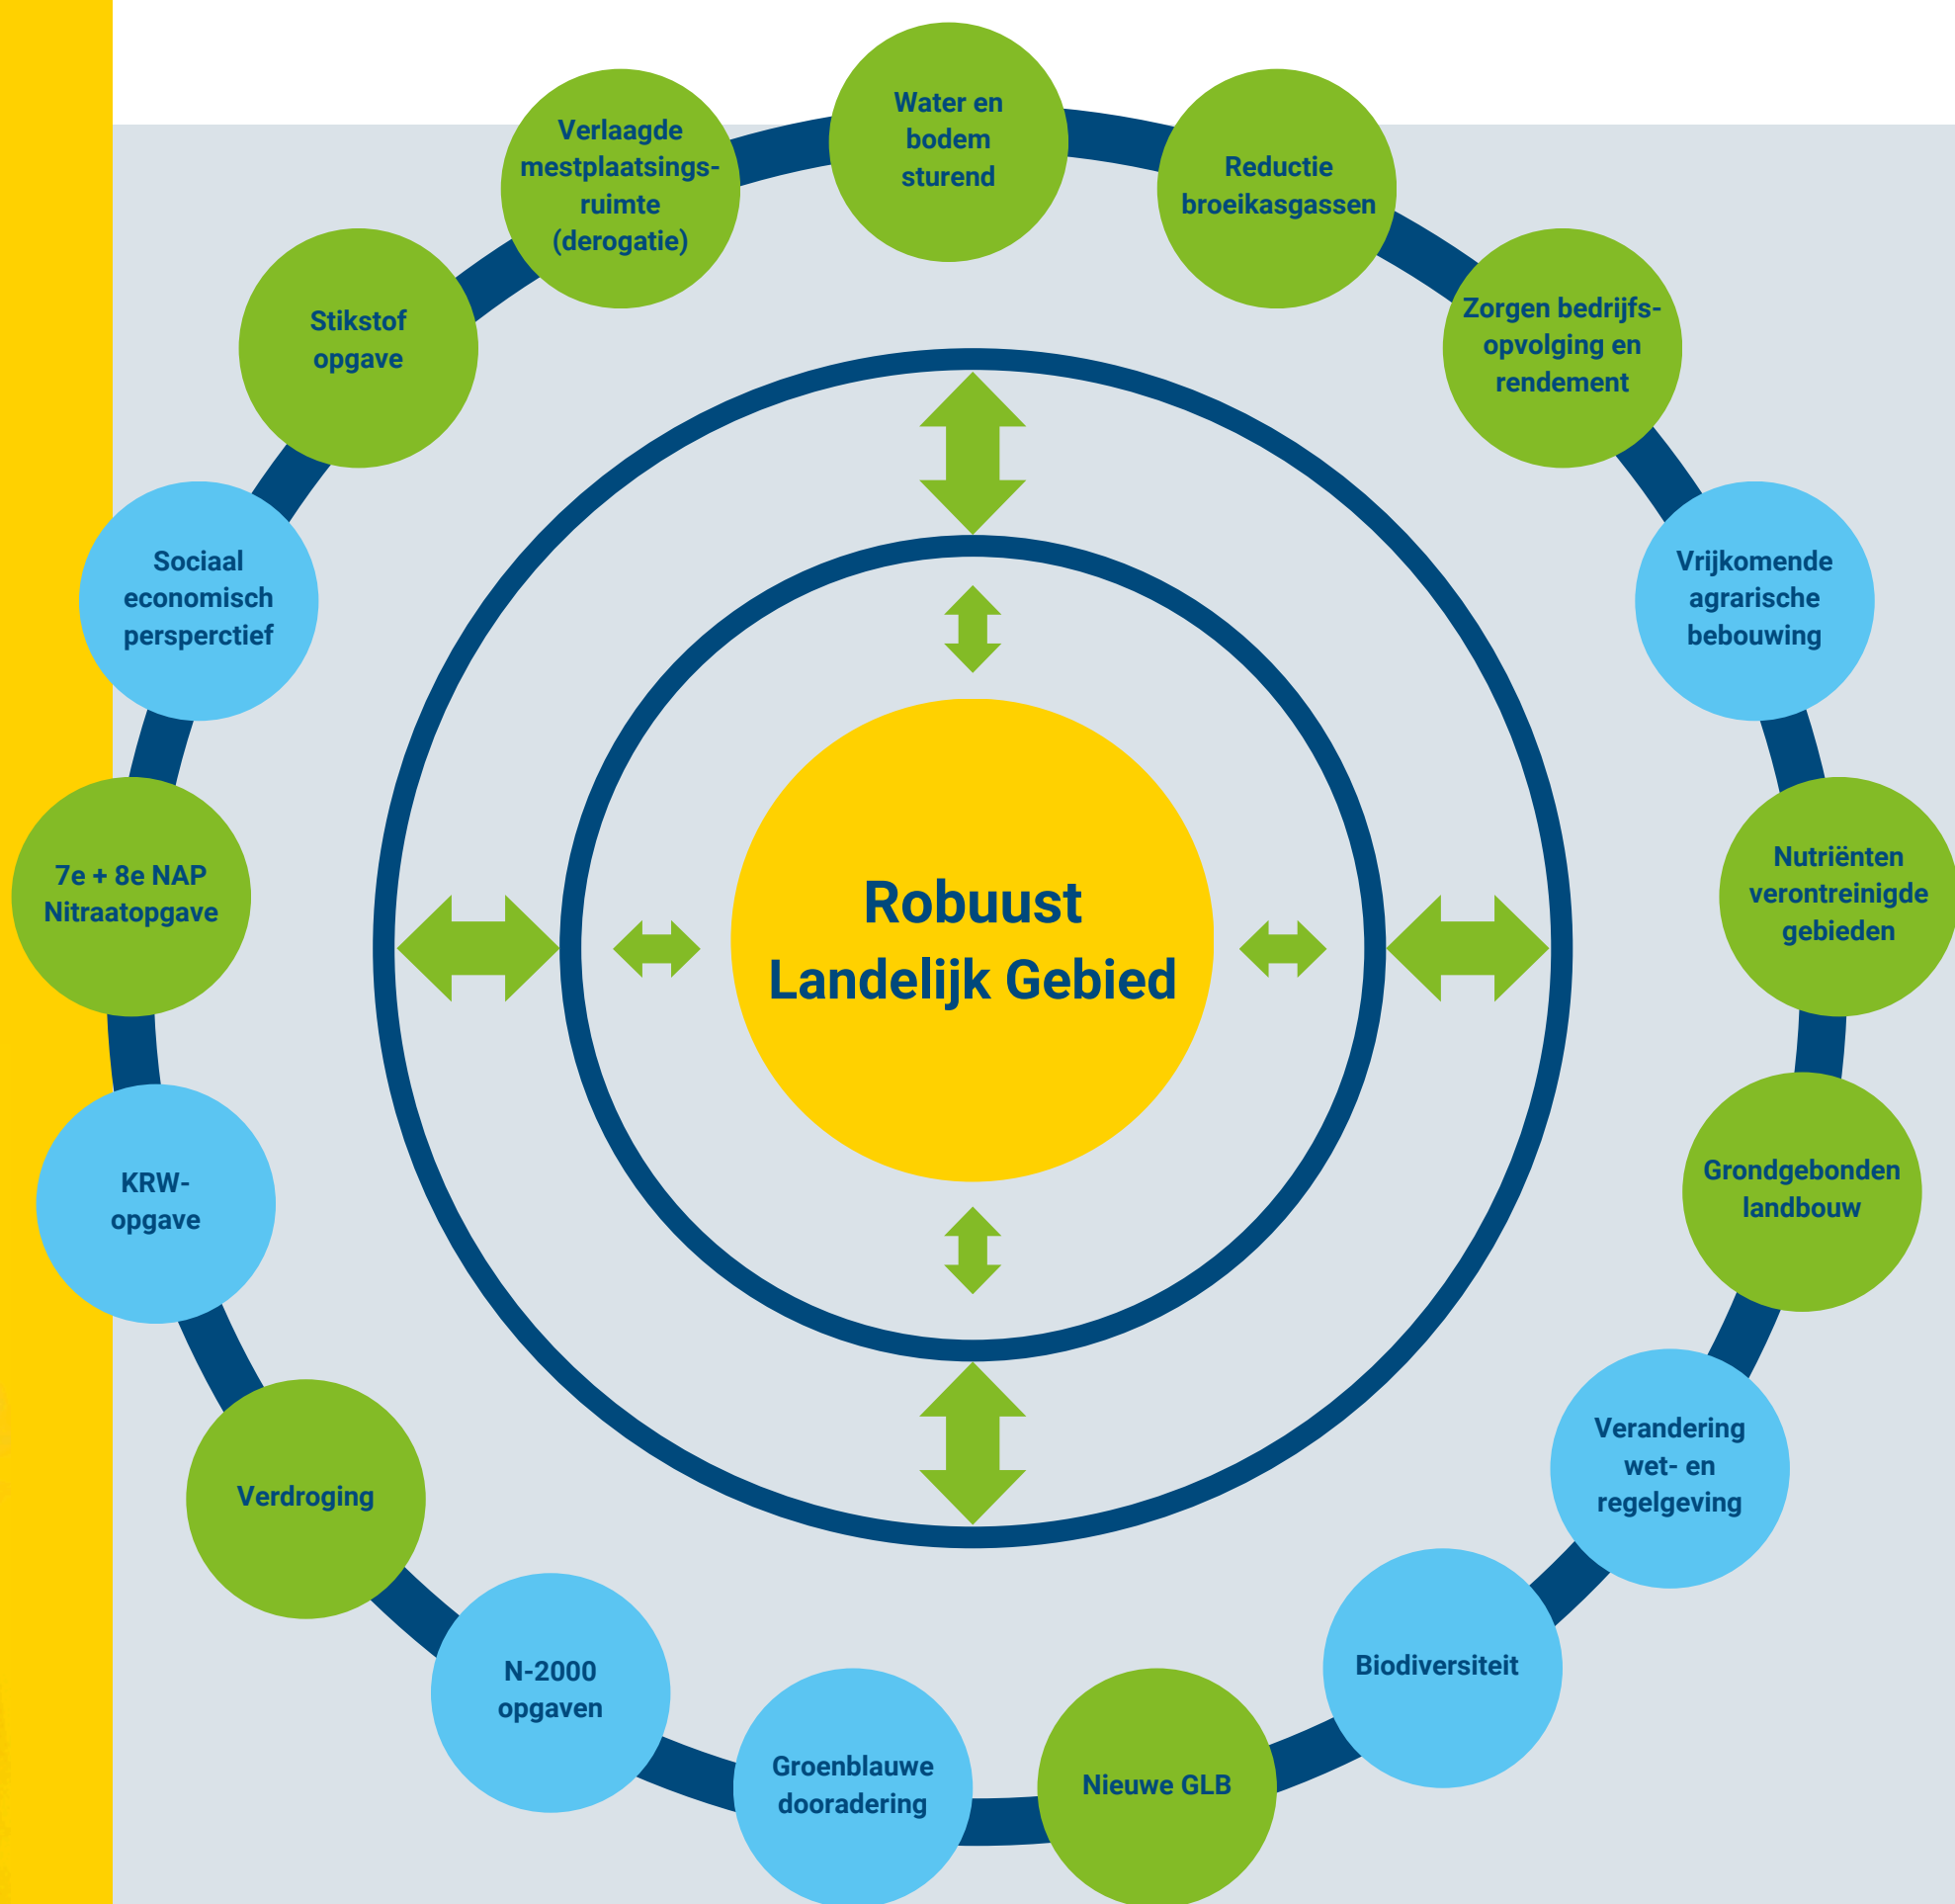 Water en
bodem
sturend
Verlaagde
mestplaatsings-
ruimte
(derogatie)
Reductie
broeikasgassen
Stikstof
opgave
Zorgen bedrijfs-
opvolging en
rendement
Sociaal
economisch
persperctief
Vrijkomende
agrarische
bebouwing
7e + 8e NAP
Nitraatopgave
Robuust
Landelijk Gebied
Nutriënten
verontreinigde
gebieden
KRW-
opgave
Grondgebonden
landbouw
Verdroging
Verandering
wet- en
regelgeving
N-2000
opgaven
Biodiversiteit
Groenblauwe
dooradering
Nieuwe GLB